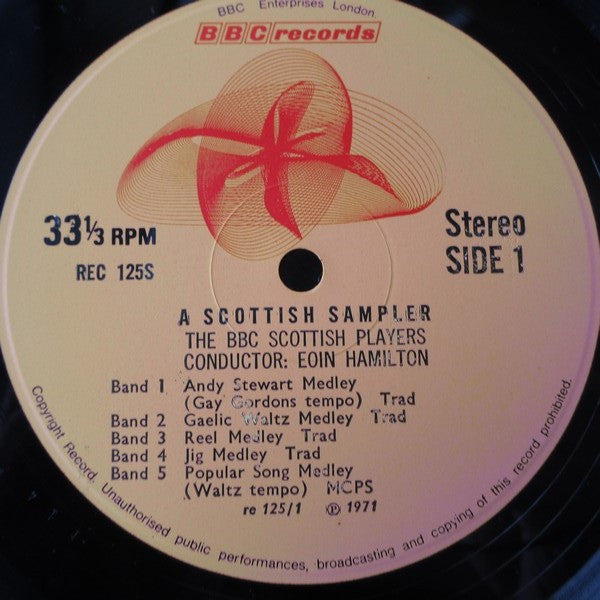 BBC Enterprises London
BBC records
33⅓ RPM
REC 125S
Stereo
SIDE 1
A SCOTTISH SAMPLER
THE BBC SCOTTISH PLAYERS
CONDUCTOR: EOIN HAMILTON
Band 1 Andy Stewart Medley
(Gay Gordons tempo) Trad
Band 2 Gaelic Waltz Medley Trad
Band 3 Reel Medley Trad
Band 4 Jig Medley Trad
Band 5 Popular Song Medley
(Waltz tempo) MCPS
re 125/1 ℗ 1971
Copyright Record. Unauthorised public performances, broadcasting and copying of this record prohibited.